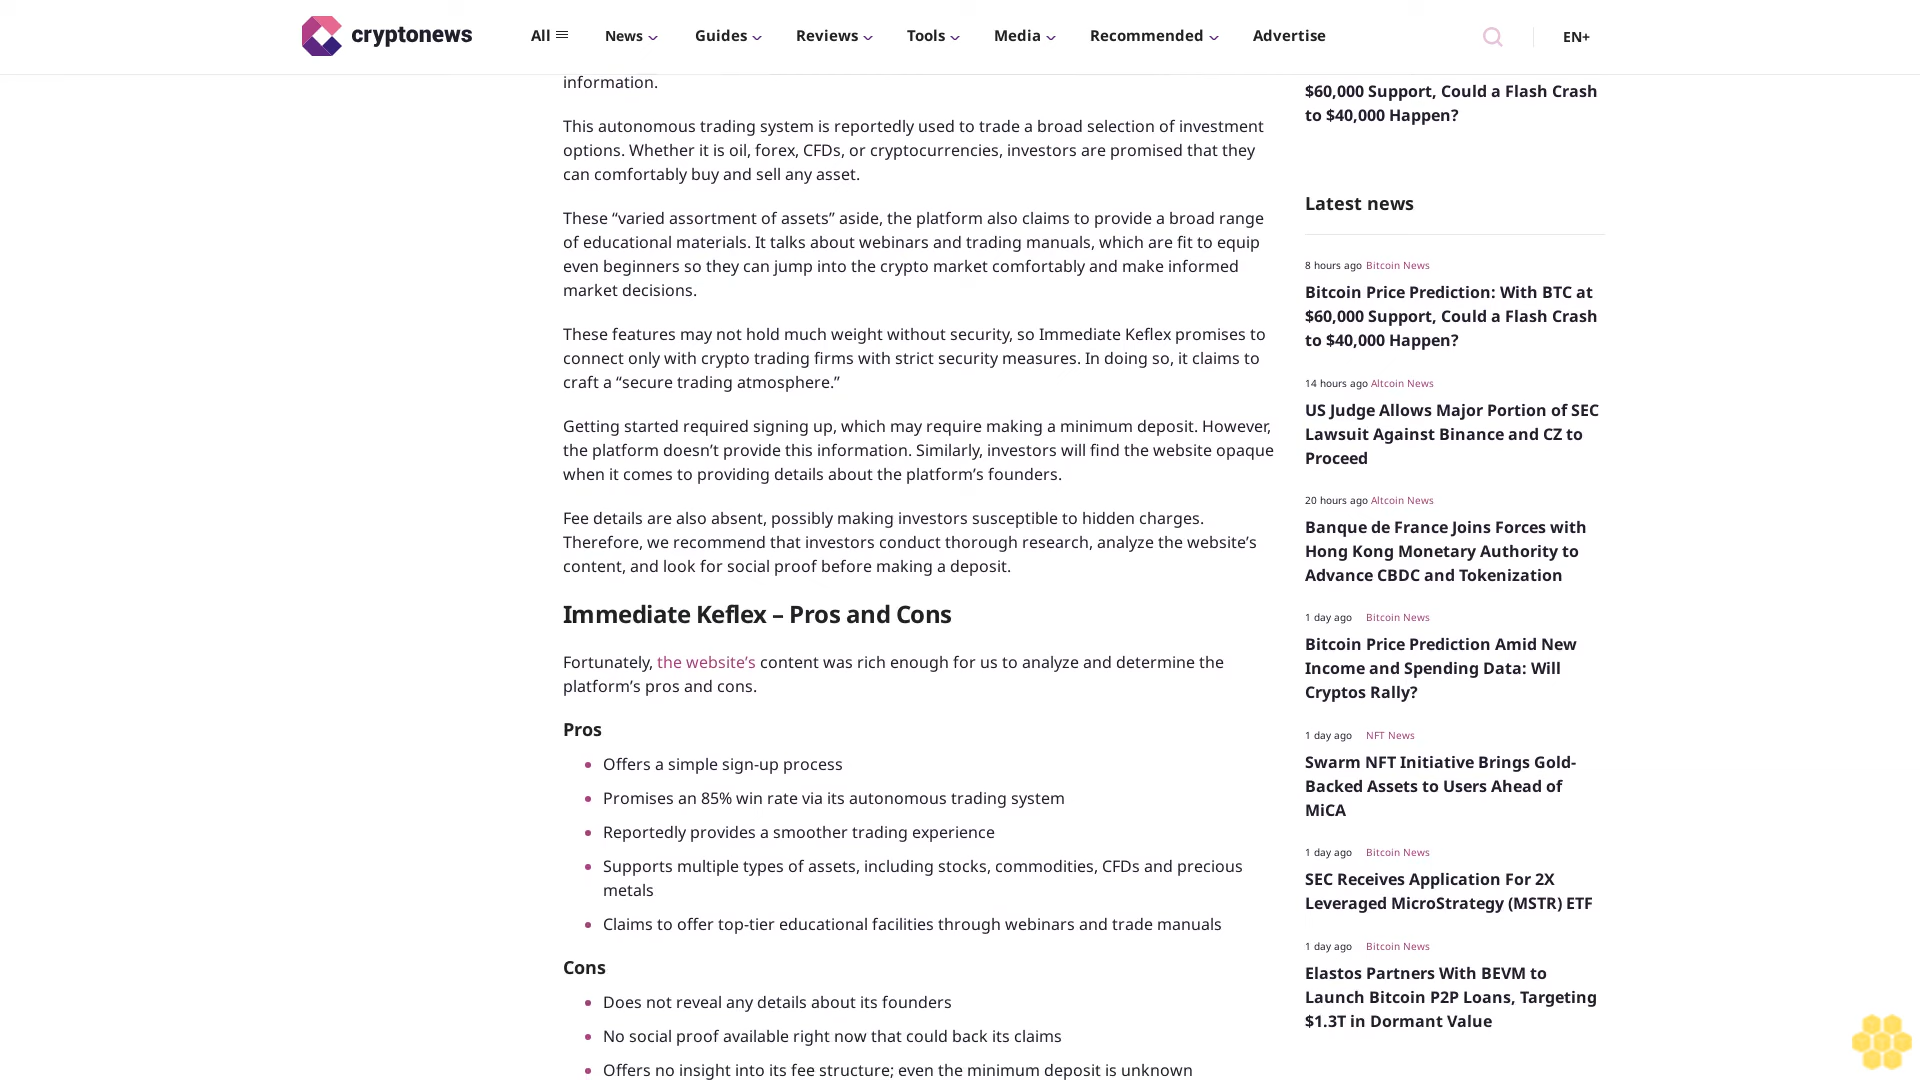 cryptonews
All
News
Guides
Reviews
Tools
Media
Recommended
Advertise
EN+
information.
This autonomous trading system is reportedly used to trade a broad selection of investment
options. Whether it is oil, forex, CFDs, or cryptocurrencies, investors are promised that they
can comfortably buy and sell any asset.
These “varied assortment of assets” aside, the platform also claims to provide a broad range
of educational materials. It talks about webinars and trading manuals, which are fit to equip
even beginners so they can jump into the crypto market comfortably and make informed
market decisions.
These features may not hold much weight without security, so Immediate Keflex promises to
connect only with crypto trading firms with strict security measures. In doing so, it claims to
craft a “secure trading atmosphere.”
Getting started required signing up, which may require making a minimum deposit. However,
the platform doesn’t provide this information. Similarly, investors will find the website opaque
when it comes to providing details about the platform’s founders.
Fee details are also absent, possibly making investors susceptible to hidden charges.
Therefore, we recommend that investors conduct thorough research, analyze the website’s
content, and look for social proof before making a deposit.
Immediate Keflex – Pros and Cons
Fortunately, the website’s content was rich enough for us to analyze and determine the
platform’s pros and cons.
Pros
Offers a simple sign-up process
Promises an 85% win rate via its autonomous trading system
Reportedly provides a smoother trading experience
Supports multiple types of assets, including stocks, commodities, CFDs and precious
metals
Claims to offer top-tier educational facilities through webinars and trade manuals
Cons
Does not reveal any details about its founders
No social proof available right now that could back its claims
Offers no insight into its fee structure; even the minimum deposit is unknown
$60,000 Support, Could a Flash Crash
to $40,000 Happen?
Latest news
8 hours ago Bitcoin News
Bitcoin Price Prediction: With BTC at
$60,000 Support, Could a Flash Crash
to $40,000 Happen?
14 hours ago Altcoin News
US Judge Allows Major Portion of SEC
Lawsuit Against Binance and CZ to
Proceed
20 hours ago Altcoin News
Banque de France Joins Forces with
Hong Kong Monetary Authority to
Advance CBDC and Tokenization
1 day ago Bitcoin News
Bitcoin Price Prediction Amid New
Income and Spending Data: Will
Cryptos Rally?
1 day ago NFT News
Swarm NFT Initiative Brings Gold-
Backed Assets to Users Ahead of
MiCA
1 day ago Bitcoin News
SEC Receives Application For 2X
Leveraged MicroStrategy (MSTR) ETF
1 day ago Bitcoin News
Elastos Partners With BEVM to
Launch Bitcoin P2P Loans, Targeting
$1.3T in Dormant Value